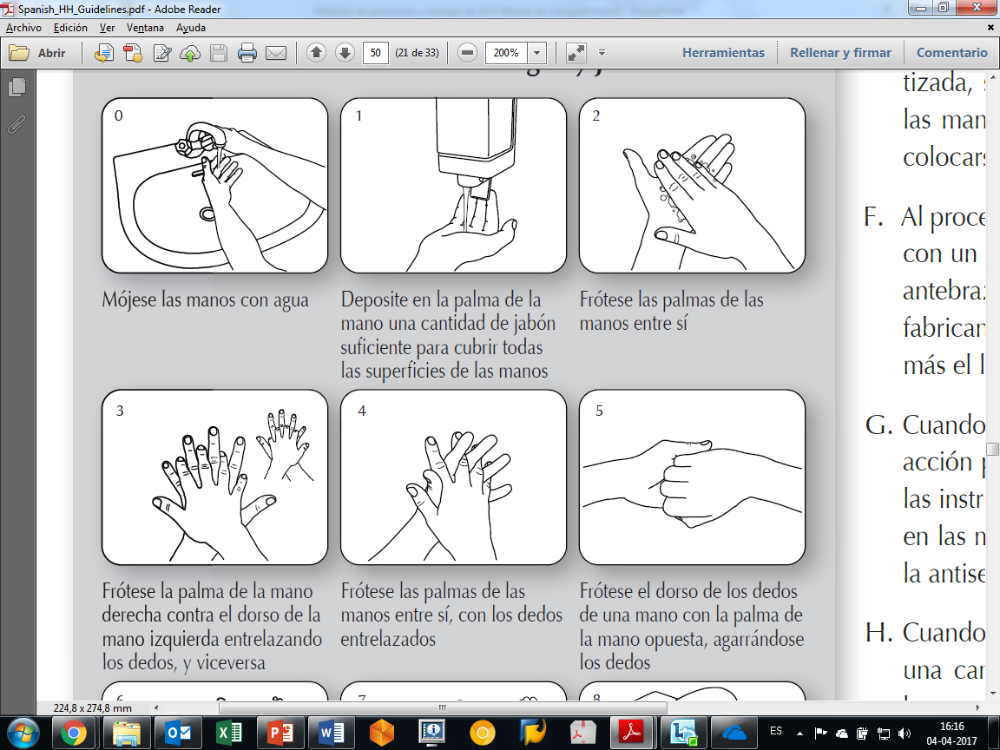 Spanish_HH_Guidelines.pdf - Adobe Reader
Archivo Edición Ver Ventana Ayuda
Abrir 50 (21 de 33) 200% Herramientas Rellenar y firmar Comentario
0
1
2
Mójese las manos con agua
Deposite en la palma de la
mano una cantidad de jabón
suficiente para cubrir todas
las superficies de las manos
Frótese las palmas de las
manos entre sí
3
4
5
Frótese la palma de la mano
derecha contra el dorso de la
mano izquierda entrelazando
los dedos, y viceversa
Frótese las palmas de las
manos entre sí, con los dedos
entrelazados
Frótese el dorso de los dedos
de una mano con la palma de
la mano opuesta, agarrándose
los dedos
6
7
8
tizada,
las man
colocars
F. Al proce
con un
antebra
fabrican
más el l
G. Cuando
acción p
las instr
en las m
la antise
H. Cuando
una car
224,8 x 274,8 mm
ES
16:16
04-04-2017